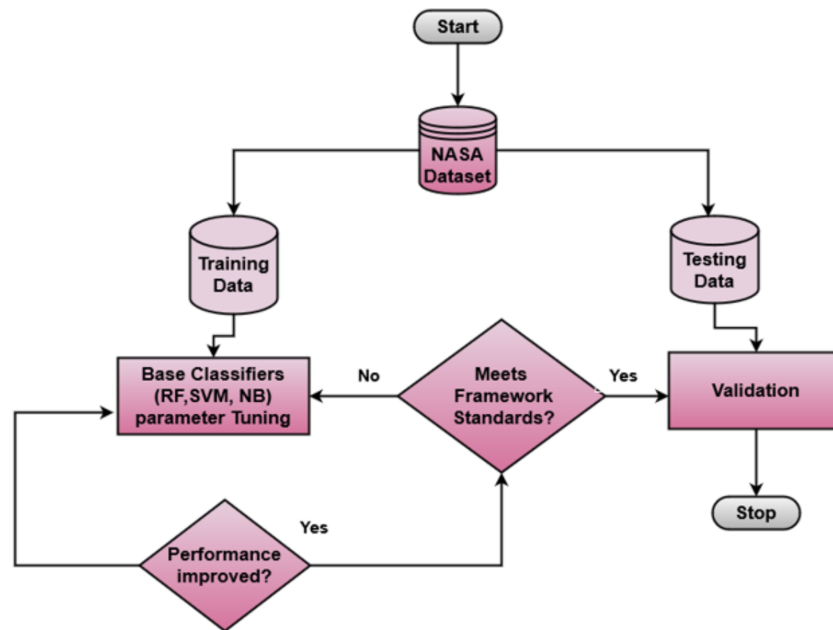 Start
NASA
Dataset
Training
Data
Testing
Data
Base Classifiers
(RF,SVM, NB)
parameter Tuning
No
Meets
Framework
Standards?
Yes
Validation
Performance
improved?
Yes
Stop